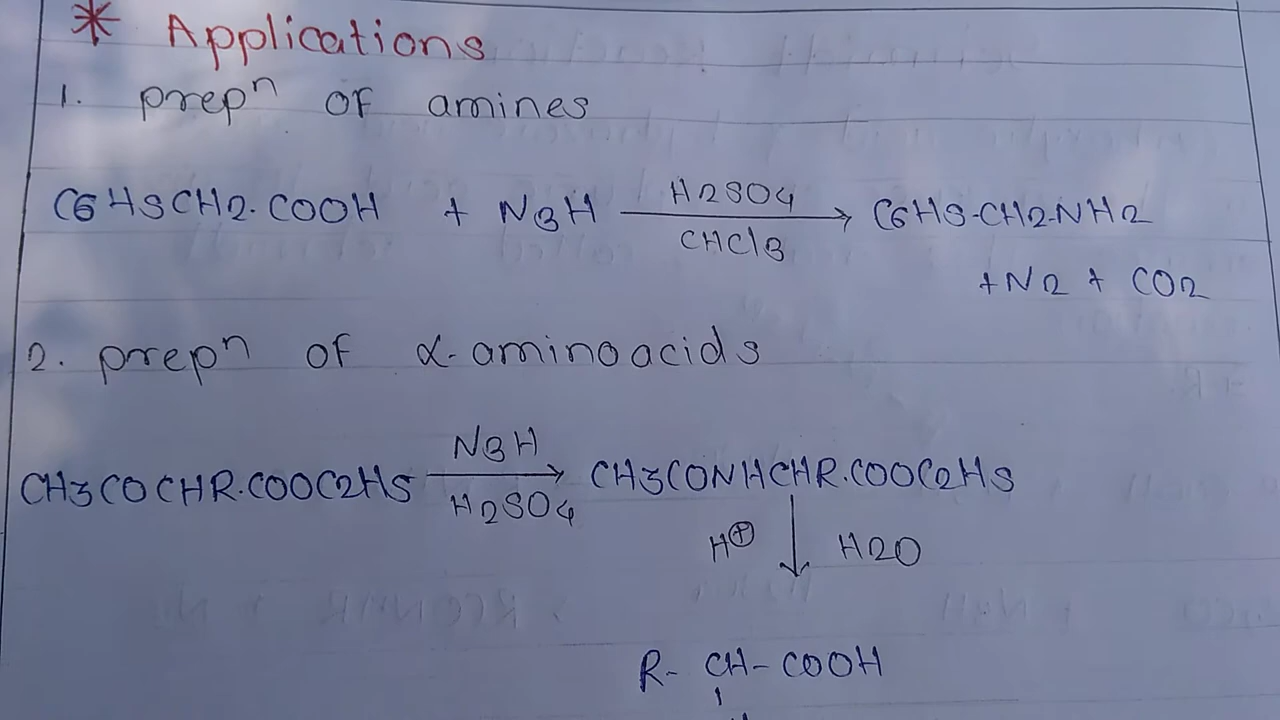 * Applications
1. prepn of amines
C6H5CH2.COOH + N3H H2SO4 CHCl3 C6H5-CH2-NH2
+N2 + CO2
2. prepn of α-aminoacids
CH3COCHR.COOC2H5 N3H H2SO4 CH3CONHCHR.COOC2H5
H⊕ H2O
R- CH- COOH